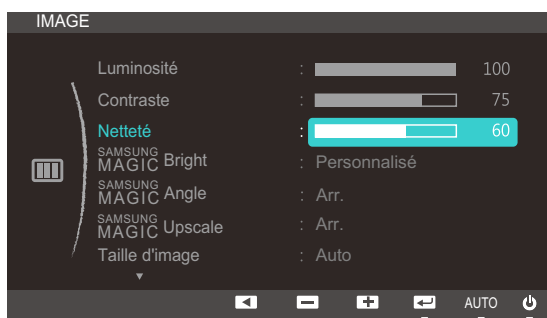 IMAGE
Luminosité : 100
Contraste : 75
Netteté : 60
SAMSUNG MAGIC Bright : Personnalisé
SAMSUNG MAGIC Angle : Arr.
SAMSUNG MAGIC Upscale : Arr.
Taille d'image : Auto
AUTO